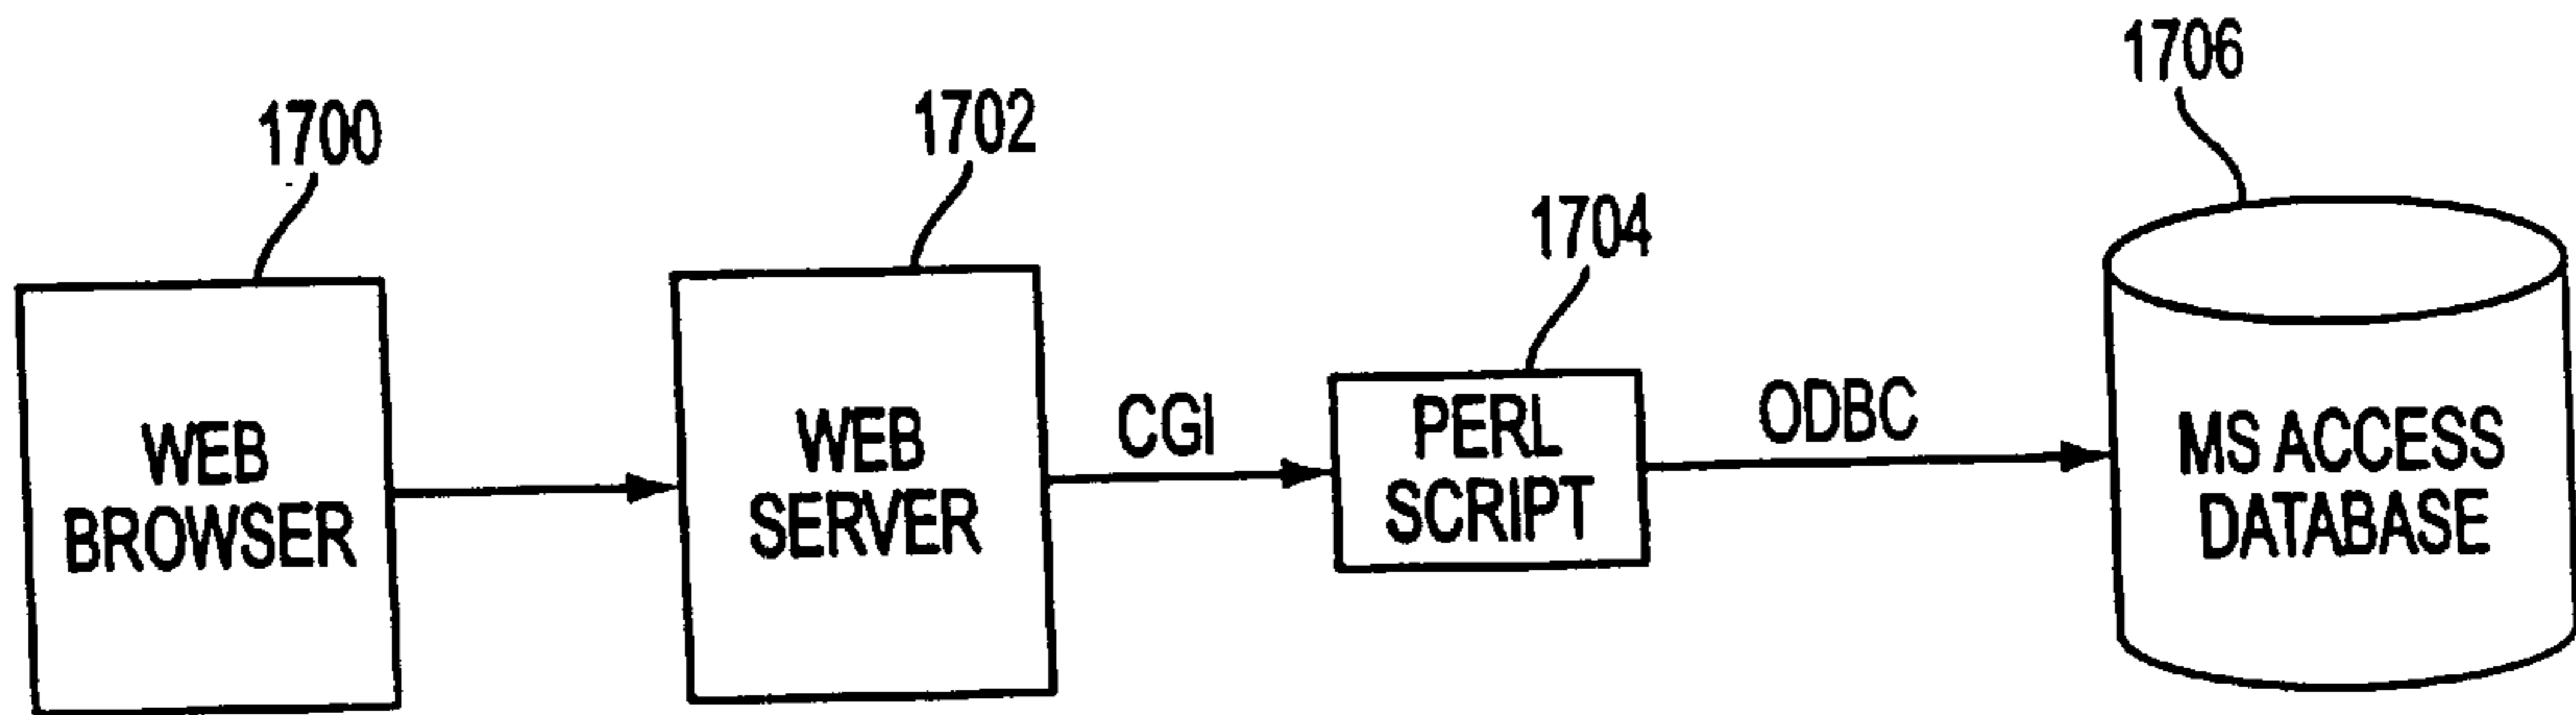 1700
1702
1704
1706
WEB
BROWSER
WEB
SERVER
CGI
PERL
SCRIPT
ODBC
MS ACCESS
DATABASE